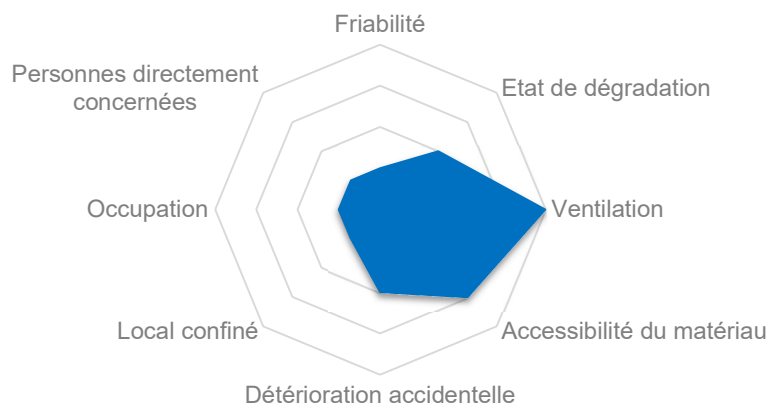 Friabilité
Personnes directement
concernées
Etat de dégradation
Occupation
Ventilation
Local confiné
Accessibilité du matériau
Détérioration accidentelle